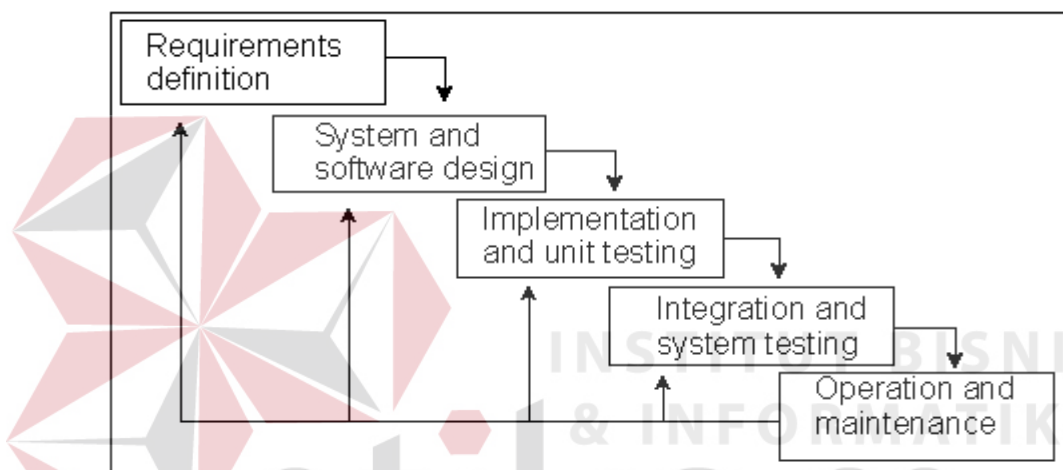 Requirements
definition
System and
software design
Implementation
and unit testing
Integration and
system testing
INSTITUT BISNI
Operation and
maintenance
& INFORMATIK